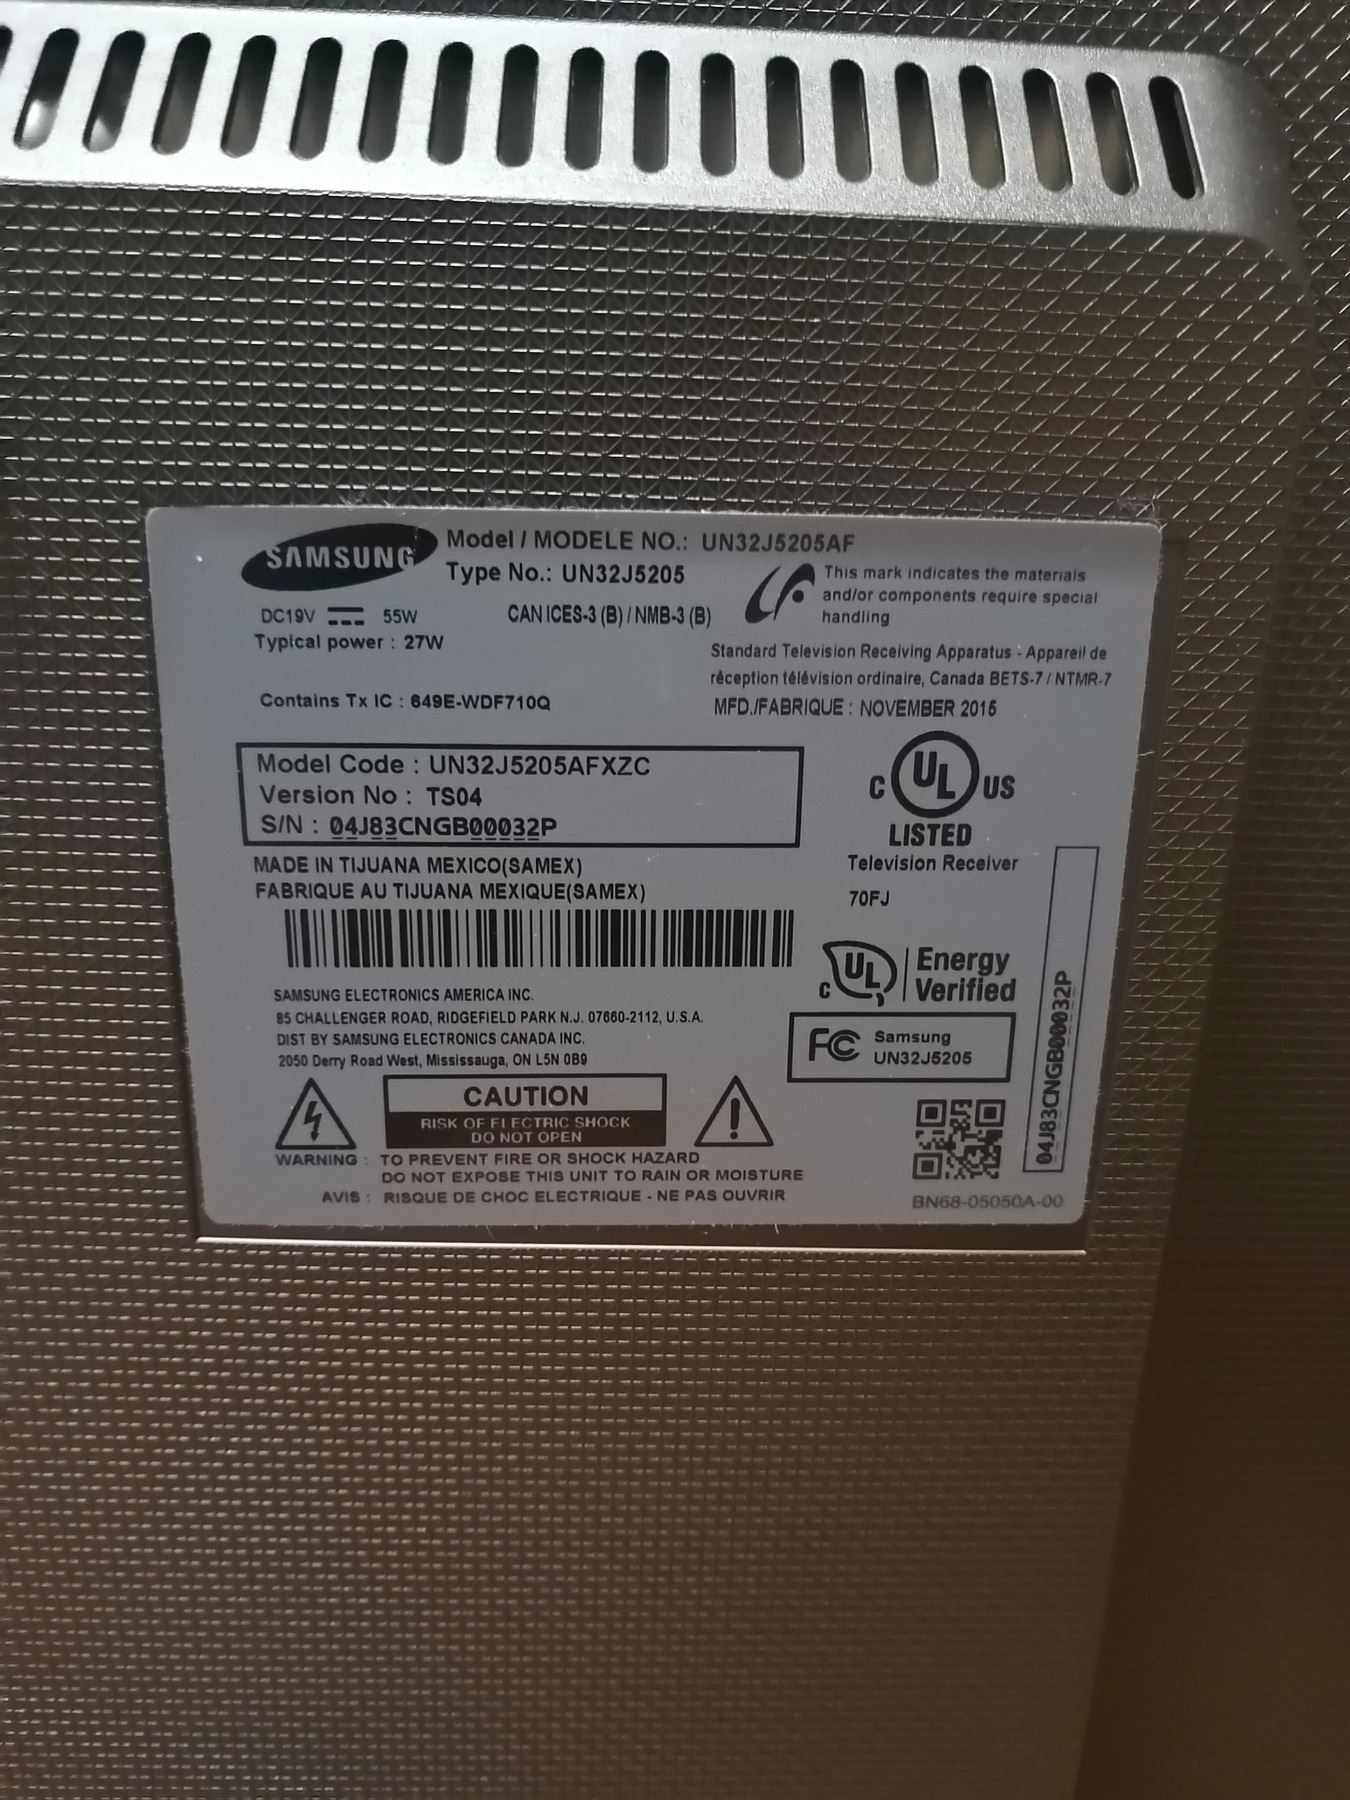 SAMSUNG
Model / MODELE NO.: UN32J5205AF
Type No.: UN32J5205
DC19V 55W
CAN ICES-3 (B) / NMB-3 (B)
Typical power : 27W
This mark indicates the materials
and/or components require special
handling
Standard Television Receiving Apparatus - Appareil de
réception télévision ordinaire, Canada BETS-7 / NTMR-7
Contains Tx IC : 649E-WDF710Q
MFD./FABRIQUE : NOVEMBER 2015
Model Code : UN32J5205AFXZC
Version No : TS04
S/N : 04J83CNGB00032P
C UL US
LISTED
Television Receiver
70FJ
MADE IN TIJUANA MEXICO(SAMEX)
FABRIQUE AU TIJUANA MEXIQUE(SAMEX)
C UL Energy
Verified
SAMSUNG ELECTRONICS AMERICA INC.
85 CHALLENGER ROAD, RIDGEFIELD PARK N.J. 07660-2112, U.S.A.
DIST BY SAMSUNG ELECTRONICS CANADA INC.
2050 Derry Road West, Mississauga, ON L5N 0B9
FC Samsung
UN32J5205
04J83CNGB00032P
CAUTION
RISK OF ELECTRIC SHOCK
DO NOT OPEN
WARNING : TO PREVENT FIRE OR SHOCK HAZARD
DO NOT EXPOSE THIS UNIT TO RAIN OR MOISTURE
AVIS : RISQUE DE CHOC ELECTRIQUE - NE PAS OUVRIR
BN68-05050A-00